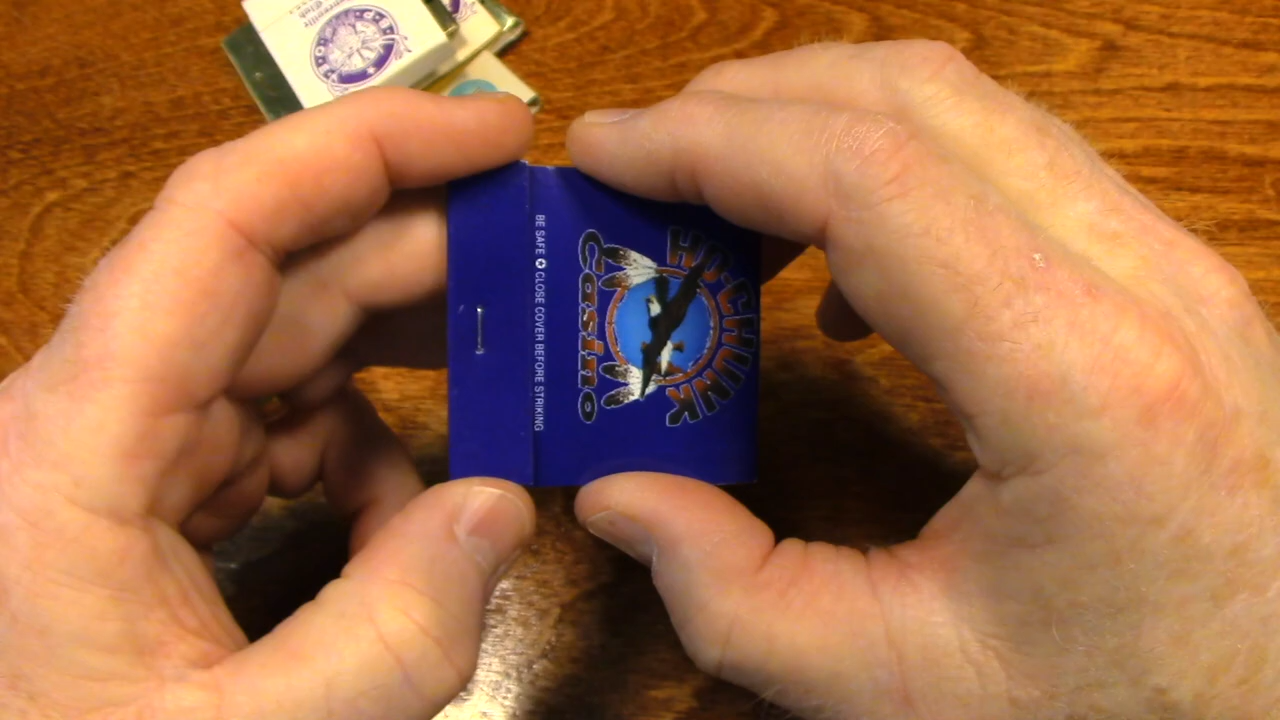 HO-CHUNK
Casino
BE SAFE ✪ CLOSE COVER BEFORE STRIKING
B.P.O.E.